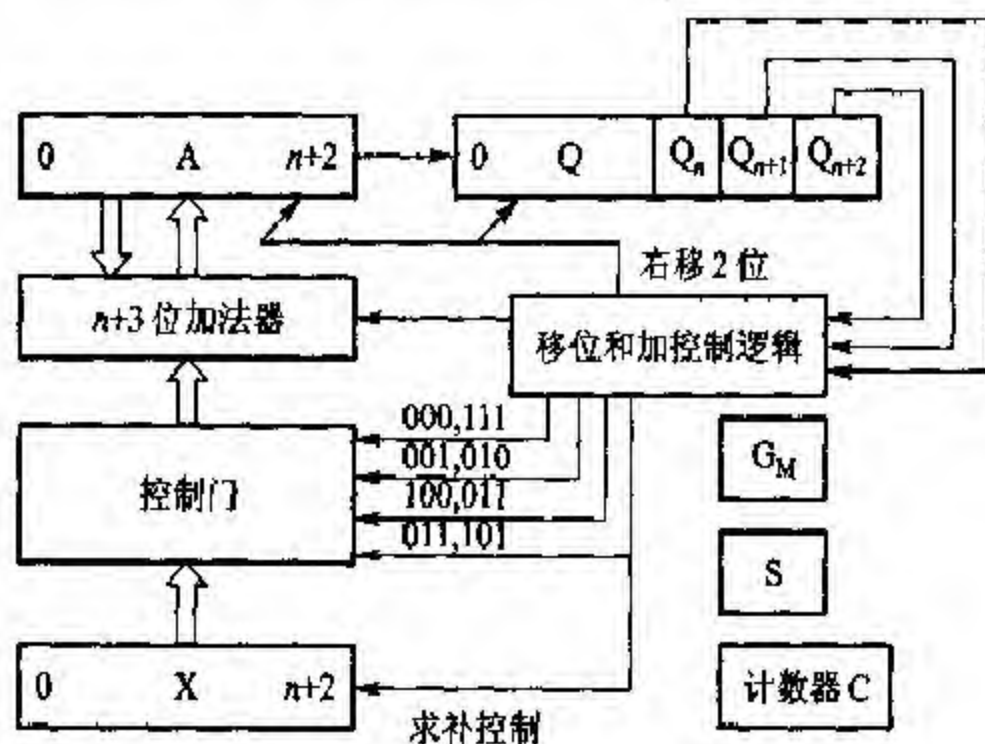 0 A n+2
0 Q Qn Qn+1 Qn+2
右移 2 位
n+3 位加法器
移位和加控制逻辑
000,111
001,010
100,011
011,101
控制门
GM
S
0 X n+2
求补控制
计数器 C